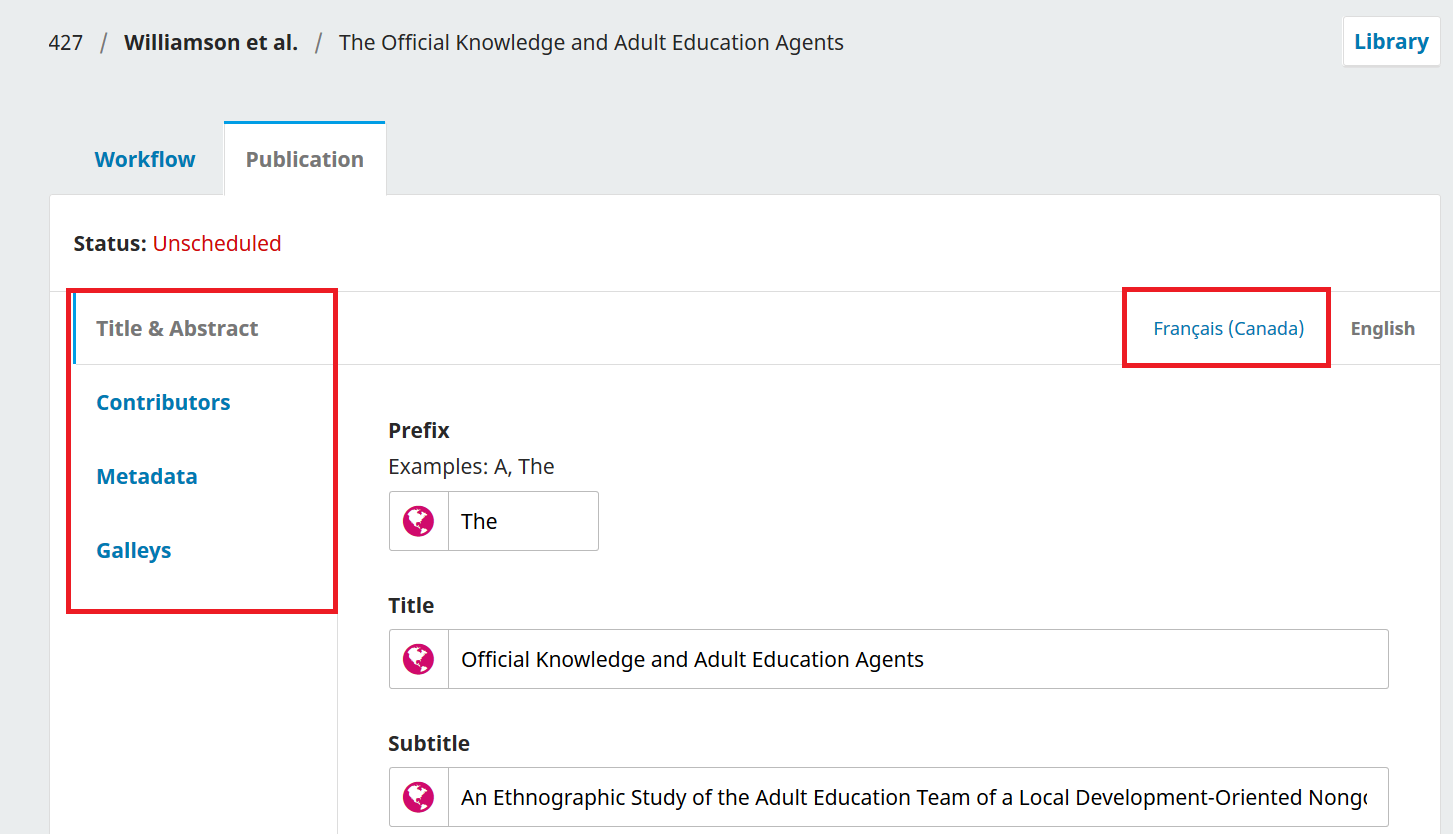 427 / Williamson et al. / The Official Knowledge and Adult Education Agents
Library
Workflow
Publication
Status: Unscheduled
Title & Abstract
Français (Canada)
English
Contributors
Metadata
Galleys
Prefix
Examples: A, The
The
Title
Official Knowledge and Adult Education Agents
Subtitle
An Ethnographic Study of the Adult Education Team of a Local Development-Oriented